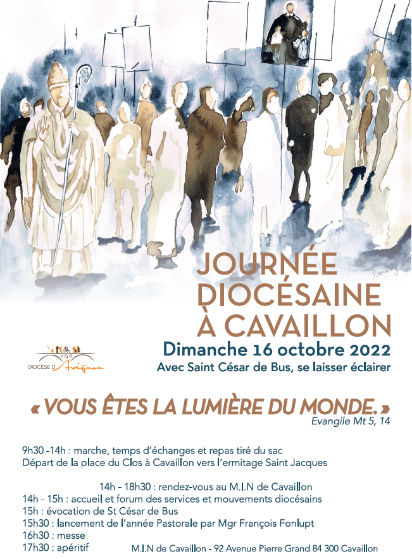 JOURNÉE
DIOCÉSAINE
À CAVAILLON
Dimanche 16 octobre 2022
Avec Saint César de Bus, se laisser éclairer
DIOCÈSE D'Avignon
« VOUS ÊTES LA LUMIÈRE DU MONDE. »
Evangile Mt 5, 14
9h30 -14h : marche, temps d'échanges et repas tiré du sac
Départ de la place du Clos à Cavaillon vers l'ermitage Saint Jacques
14h - 18h30 : rendez-vous au M.I.N de Cavaillon
14h - 15h : accueil et forum des services et mouvements diocésains
15h : évocation de St César de Bus
15h30 : lancement de l'année Pastorale par Mgr François Fonlupt
16h30 : messe
17h30 : apéritif
M.I.N de Cavaillon - 92 Avenue Pierre Grand 84 300 Cavaillon